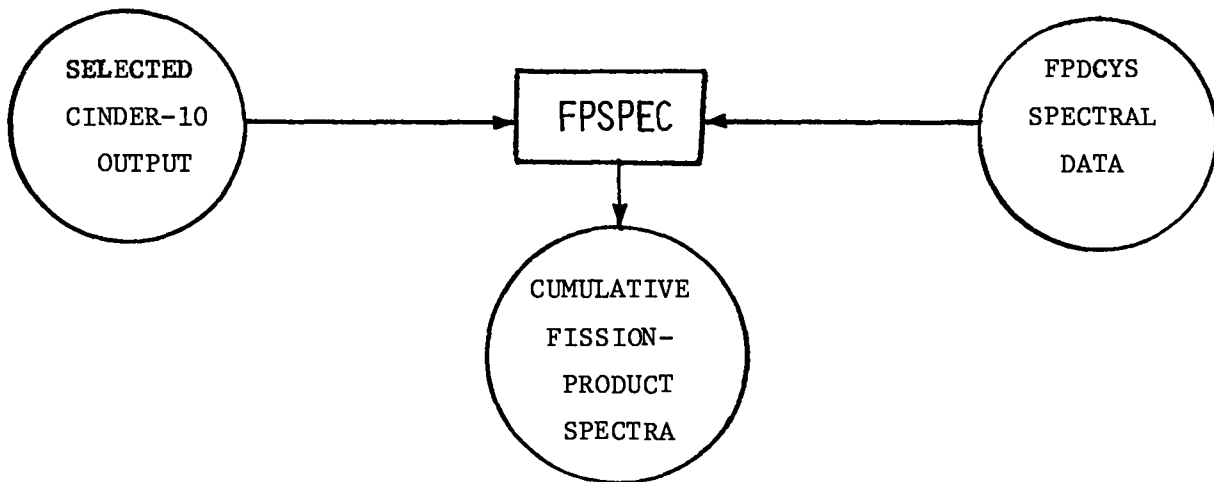 SELECTED
CINDER-10
OUTPUT
FPSPEC
FPDCYS
SPECTRAL
DATA
CUMULATIVE
FISSION-
PRODUCT
SPECTRA